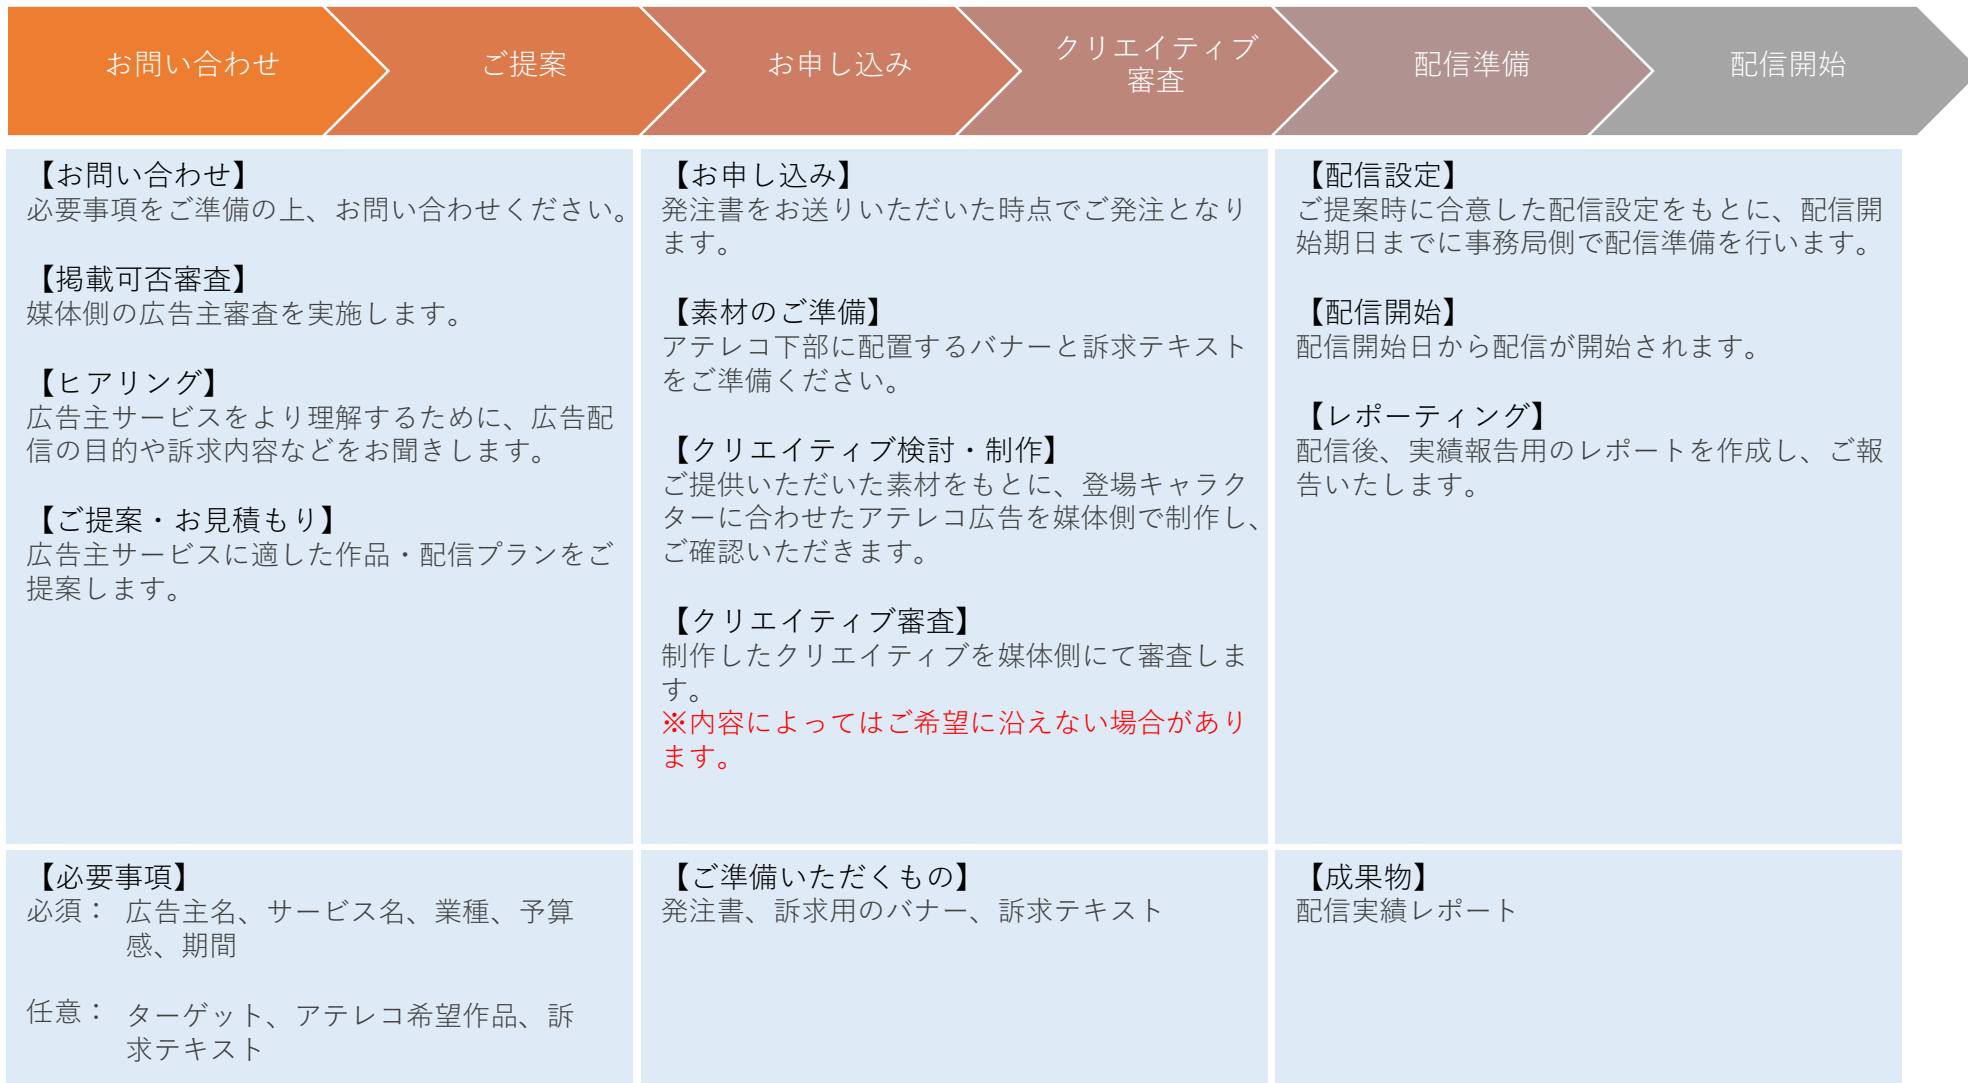 お問い合わせ
ご提案
お申し込み
クリエイティブ
審査
配信準備
配信開始
【お問い合わせ】
必要事項をご準備の上、お問い合わせください。
【掲載可否審査】
媒体側の広告主審査を実施します。
【ヒアリング】
広告主サービスをより理解するために、広告配
信の目的や訴求内容などをお聞きします。
【ご提案・お見積もり】
広告主サービスに適した作品・配信プランをご
提案します。
【お申し込み】
発注書をお送りいただいた時点でご発注となり
ます。
【素材のご準備】
アテレコ下部に配置するバナーと訴求テキスト
をご準備ください。
【クリエイティブ検討・制作】
ご提供いただいた素材をもとに、登場キャラク
ターに合わせたアテレコ広告を媒体側で制作し、
ご確認いただきます。
【クリエイティブ審査】
制作したクリエイティブを媒体側にて審査しま
す。
※内容によってはご希望に沿えない場合があり
ます。
【配信設定】
ご提案時に合意した配信設定をもとに、配信開
始期日までに事務局側で配信準備を行います。
【配信開始】
配信開始日から配信が開始されます。
【レポーティング】
配信後、実績報告用のレポートを作成し、ご報
告いたします。
【必要事項】
必須： 広告主名、サービス名、業種、予算
感、期間
任意： ターゲット、アテレコ希望作品、訴
求テキスト
【ご準備いただくもの】
発注書、訴求用のバナー、訴求テキスト
【成果物】
配信実績レポート